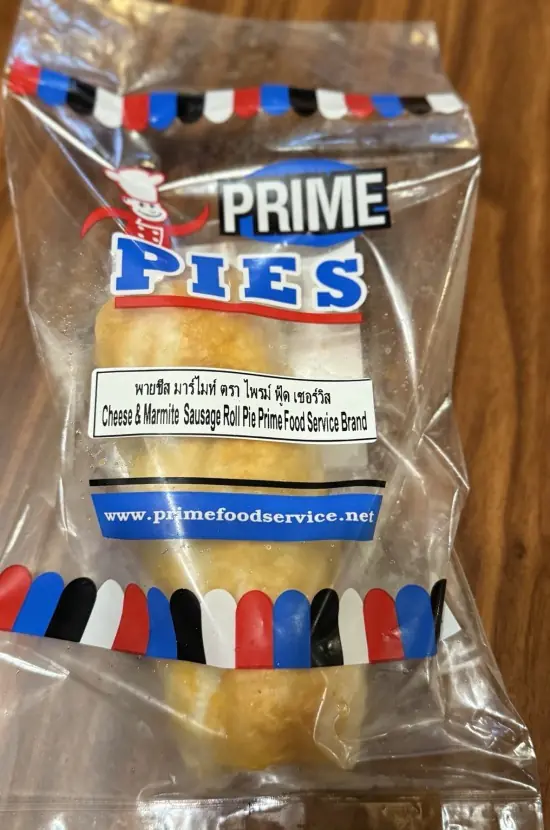 PRIME
PIES
พายชีส มาร์ไมท์ ตรา ไพรม์ ฟู้ด เซอร์วิส
Cheese & Marmite Sausage Roll Pie Prime Food Service Brand
www.primefoodservice.net